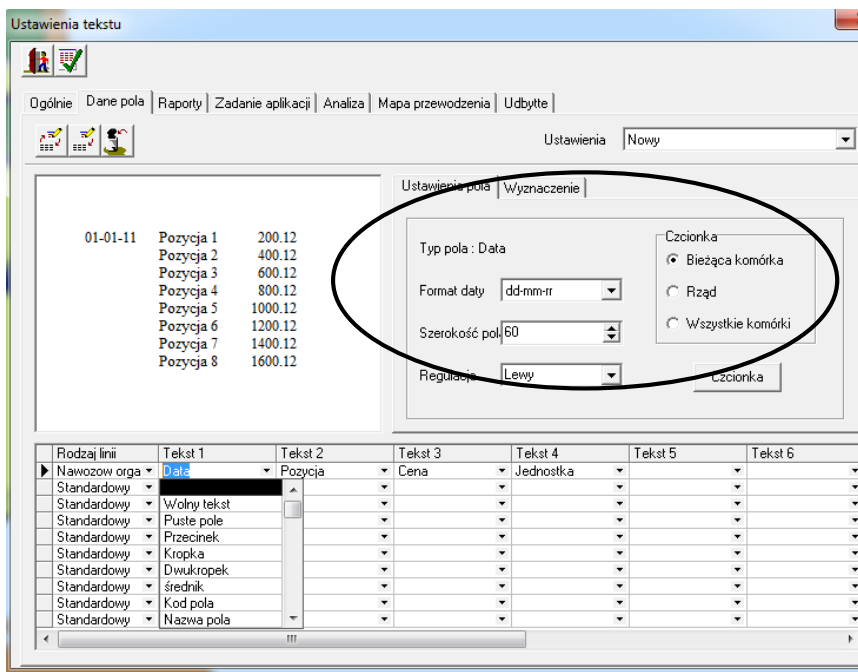 Ustawienia tekstu
Ogólnie Dane pola Raporty Zadanie aplikacji Analiza Mapa przewodzenia Udbytte
Ustawienia Nowy
Ustawienia pola Wyznaczenie
01-01-11 Pozycja 1 200.12
Pozycja 2 400.12
Pozycja 3 600.12
Pozycja 4 800.12
Pozycja 5 1000.12
Pozycja 6 1200.12
Pozycja 7 1400.12
Pozycja 8 1600.12
Typ pola : Data
Format daty dd-mm-rr
Szerokość pol 60
Regulacja Lewy
Czcionka
Bieżąca komórka
Rząd
Wszystkie komórki
Czcionka
Rodzaj linii Tekst 1 Tekst 2 Tekst 3 Tekst 4 Tekst 5 Tekst 6
Nawozow orga Data Pozycja Cena Jednostka
Standardowy
Standardowy Wolny tekst
Standardowy Puste pole
Standardowy Przecinek
Standardowy Kropka
Standardowy Dwukropek
Standardowy średnik
Standardowy Kod pola
Standardowy Nazwa pola